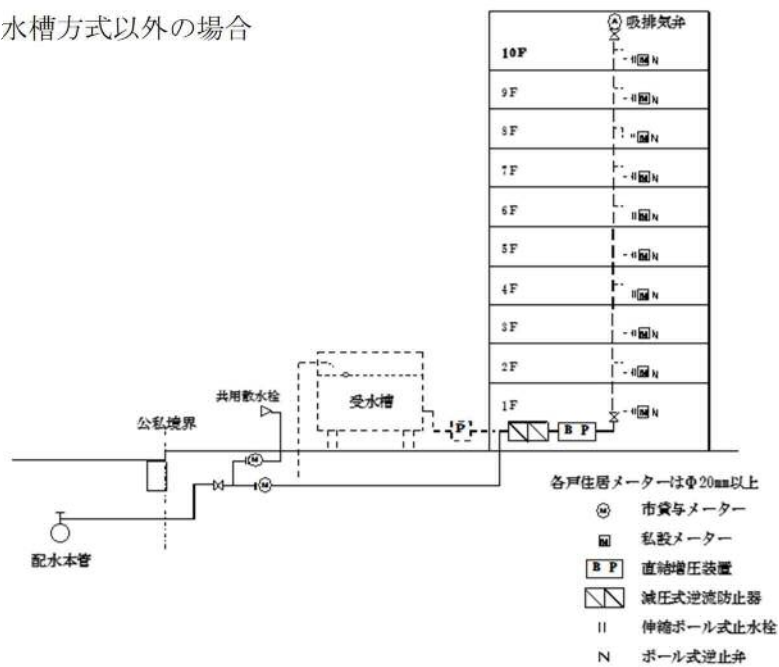 水槽方式以外の場合
吸排気弁
10F
M N
9F
M N
8F
M N
7F
M N
6F
M N
5F
M N
4F
M N
3F
M N
2F
M N
1F
M N
受水槽
P
B P
共用散水栓
公私境界
M
M
配水本管
各戸住居メーターはΦ20mm以上
M 市貸与メーター
M 私設メーター
B P 直結増圧装置
減圧式逆流防止器
伸縮ボール式止水栓
N ボール式逆止弁